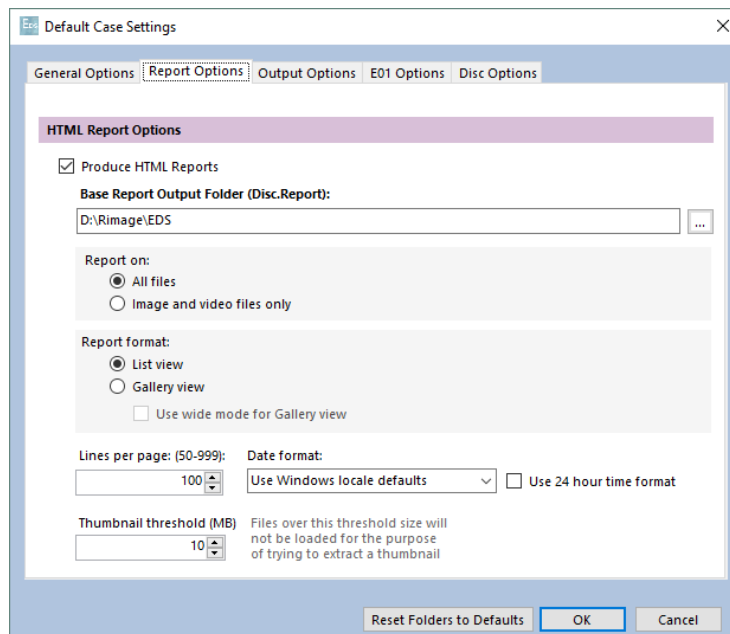 Eds Default Case Settings
General Options Report Options Output Options E01 Options Disc Options
HTML Report Options
Produce HTML Reports
Base Report Output Folder (Disc.Report):
D:\Rimage\EDS
...
Report on:
All files
Image and video files only
Report format:
List view
Gallery view
Use wide mode for Gallery view
Lines per page: (50-999): Date format:
100 Use Windows locale defaults Use 24 hour time format
Thumbnail threshold (MB) Files over this threshold size will
10 not be loaded for the purpose
of trying to extract a thumbnail
Reset Folders to Defaults OK Cancel